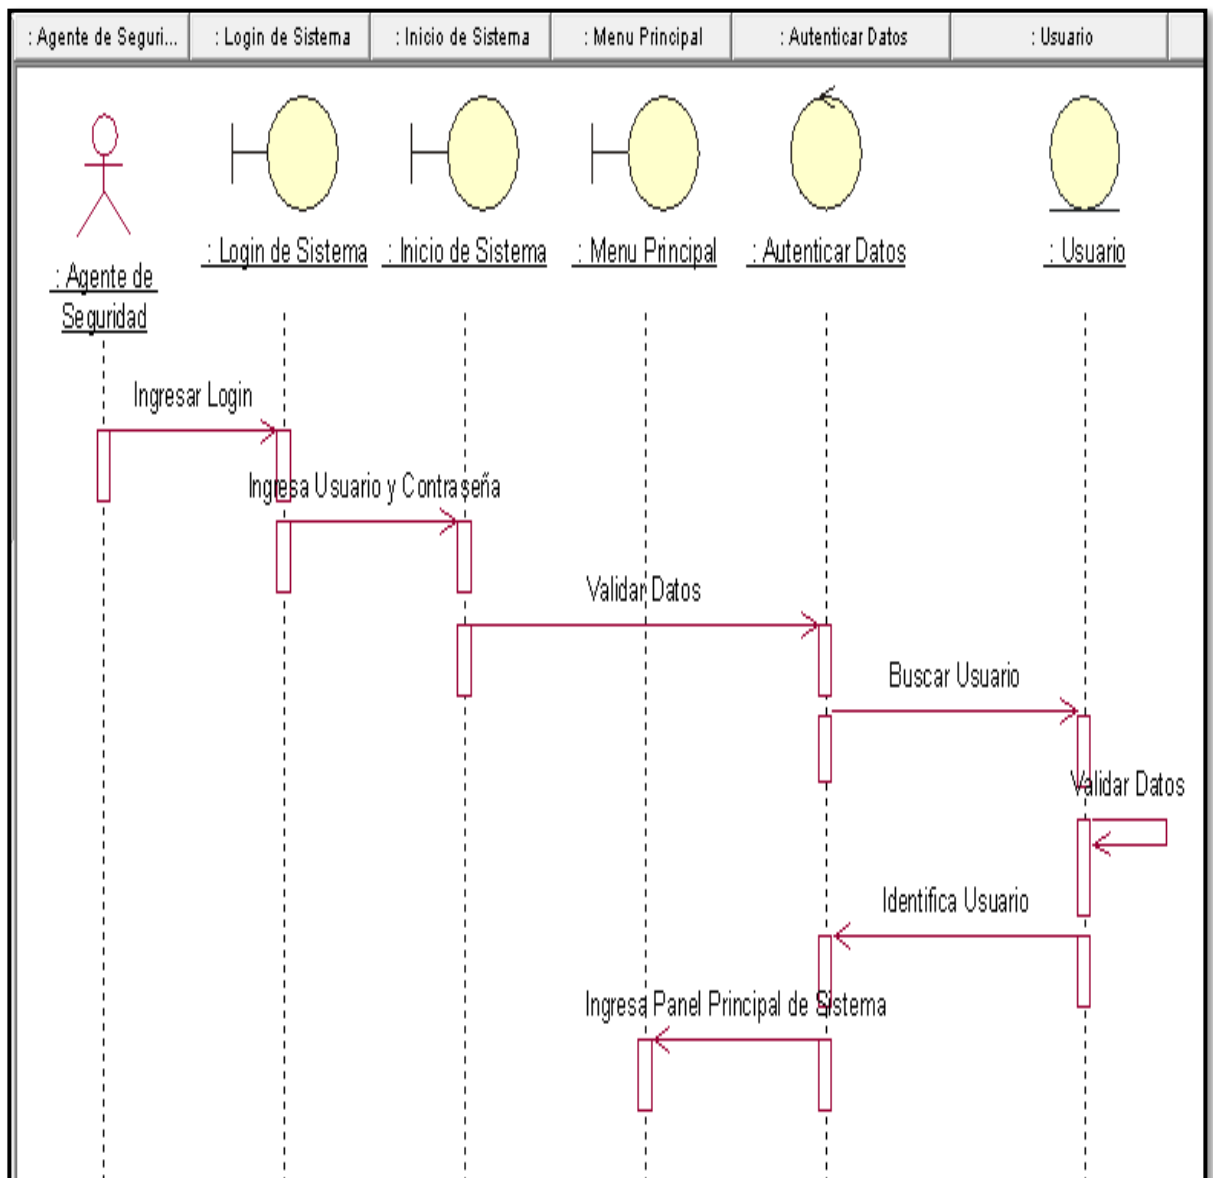 : Agente de Seguri...
: Login de Sistema
: Inicio de Sistema
: Menu Principal
: Autenticar Datos
: Usuario
: Agente de
Seguridad
: Login de Sistema
: Inicio de Sistema
: Menu Principal
: Autenticar Datos
: Usuario
Ingresar Login
Ingresa Usuario y Contraseña
Validar Datos
Buscar Usuario
Validar Datos
Identifica Usuario
Ingresa Panel Principal de Sistema